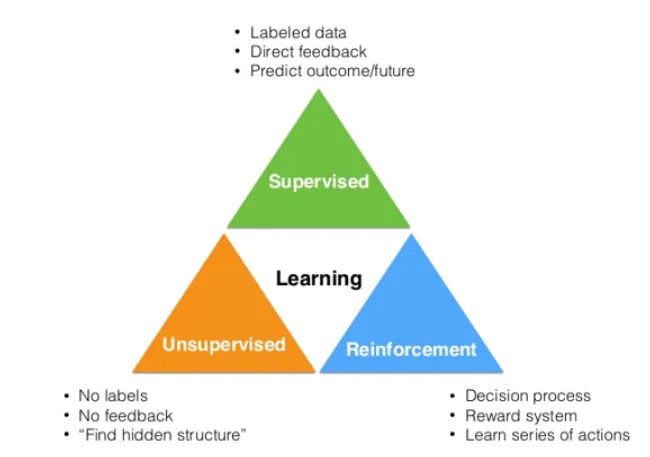 • Labeled data
• Direct feedback
• Predict outcome/future
Supervised
Learning
Unsupervised
Reinforcement
• No labels
• No feedback
• “Find hidden structure”
• Decision process
• Reward system
• Learn series of actions